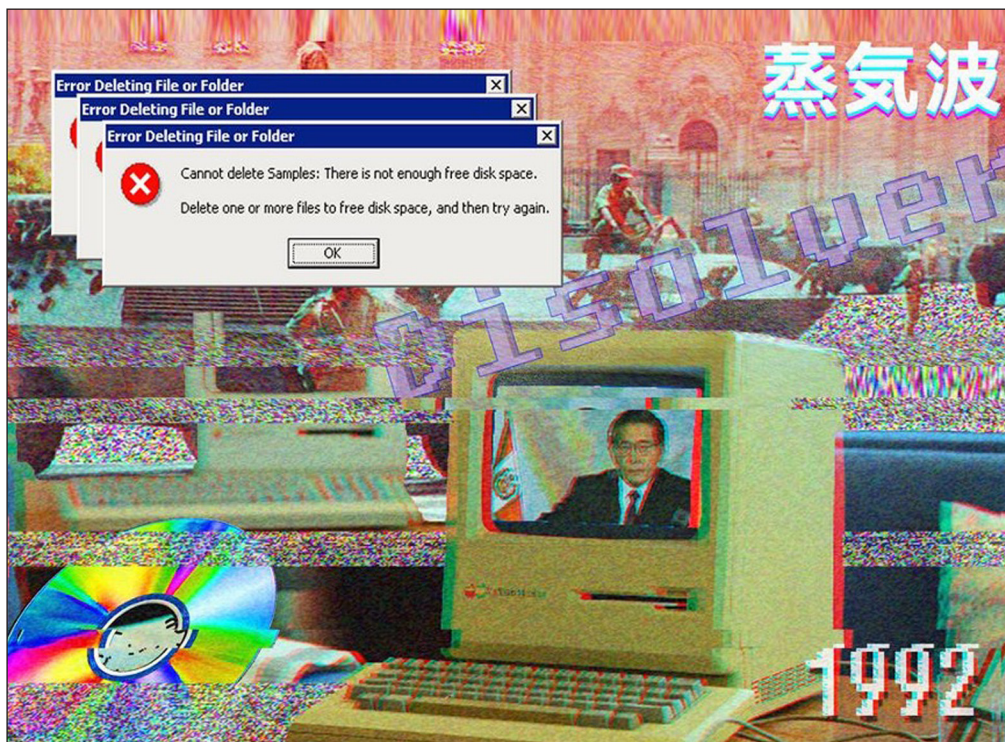 蒸気波
Error Deleting File or Folder
Error Deleting File or Folder
Error Deleting File or Folder
Cannot delete Samples: There is not enough free disk space.
Delete one or more files to free disk space, and then try again.
OK
Disolver
1992